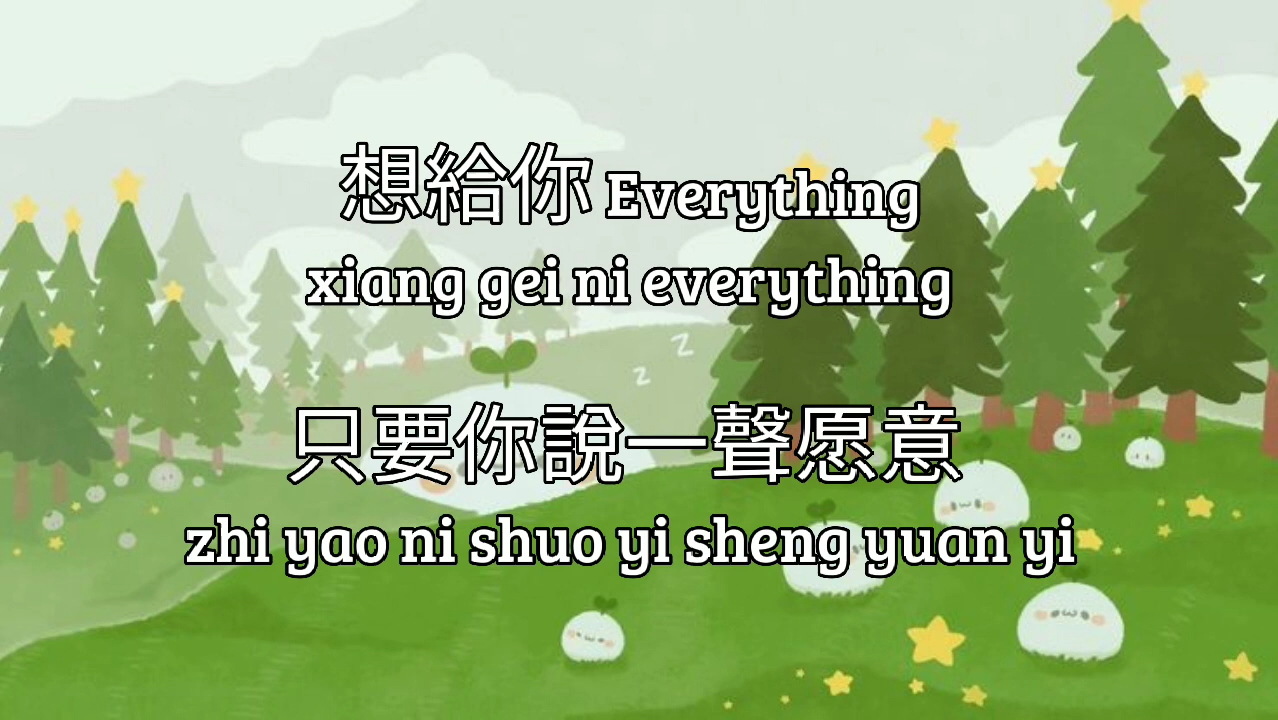 想給你 Everything
xiang gei ni everything
只要你說一聲愿意
zhi yao ni shuo yi sheng yuan yi
z
z